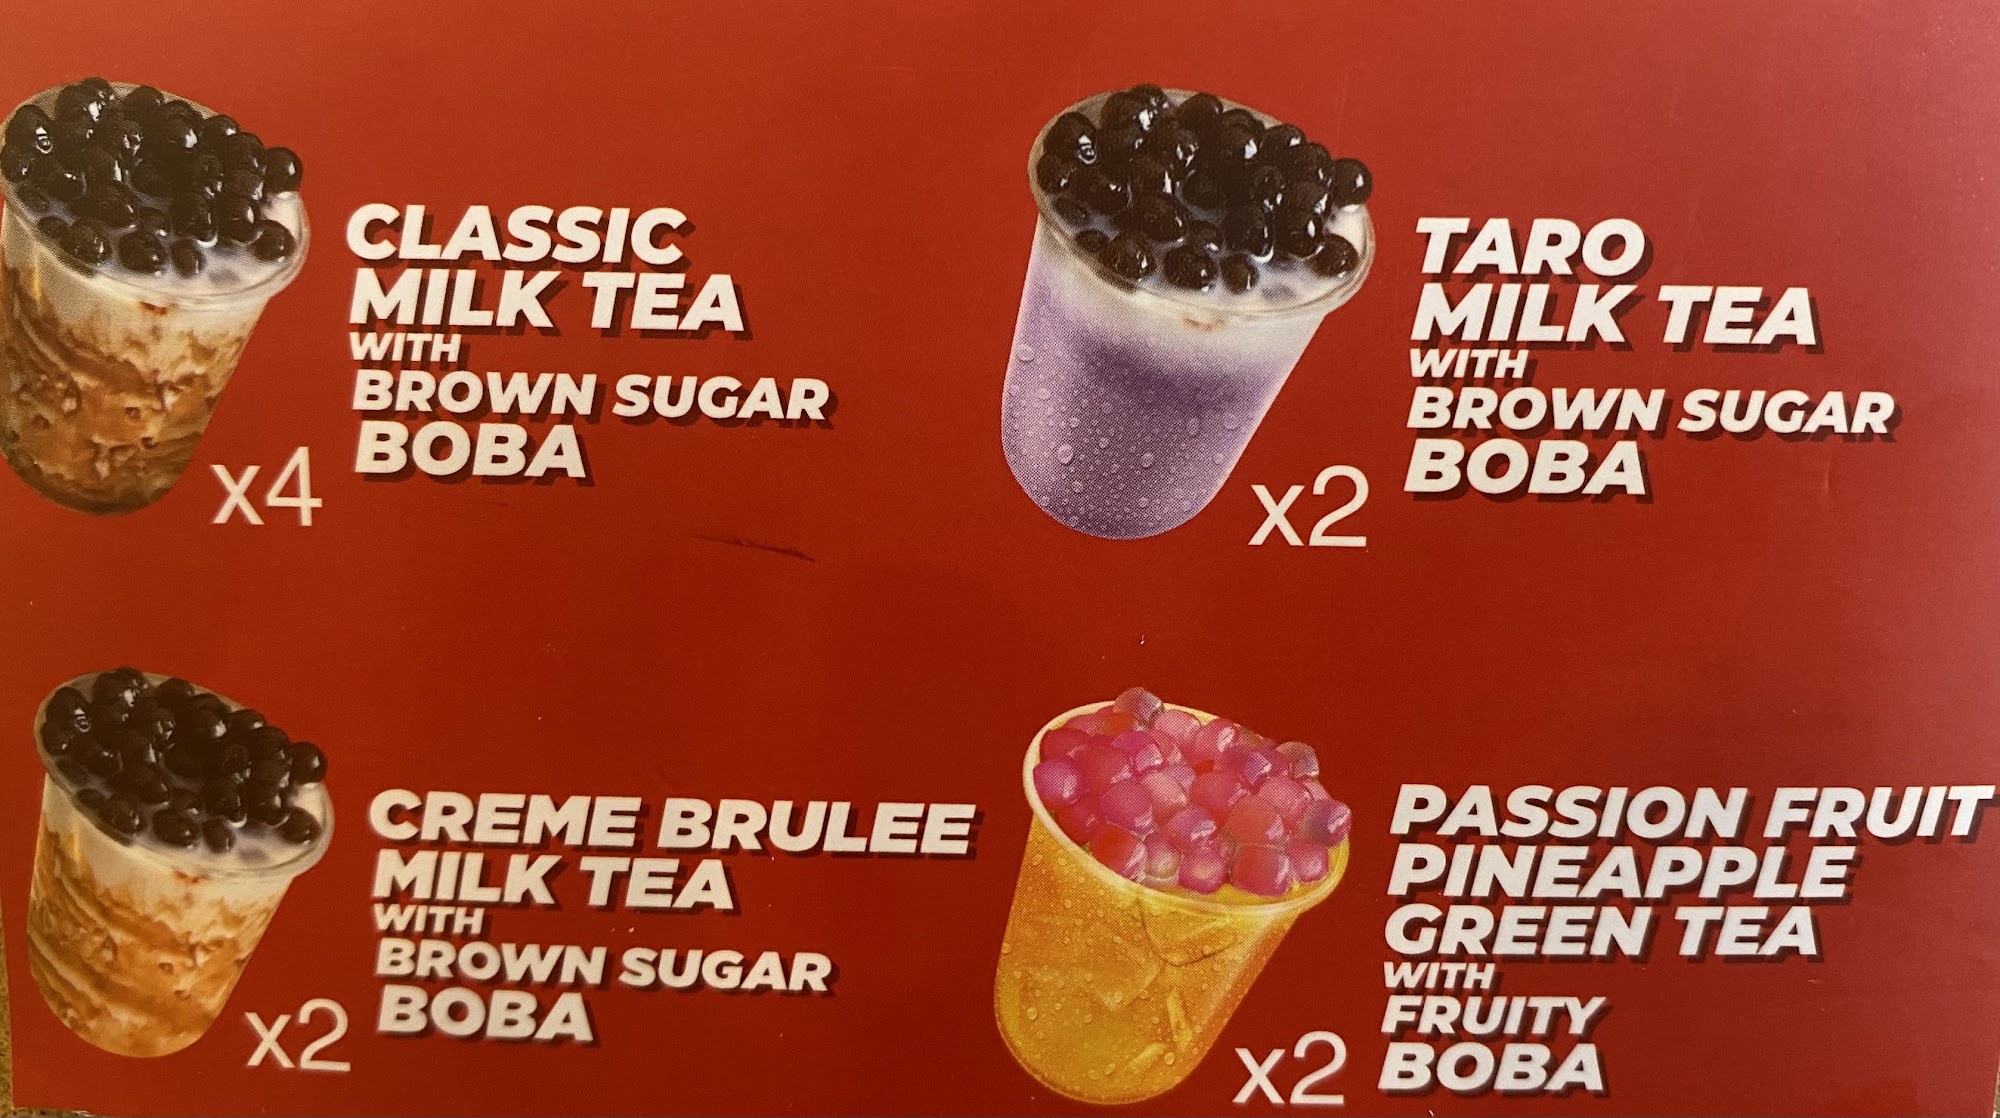 CLASSIC
MILK TEA
WITH
BROWN SUGAR
BOBA
x4
TARO
MILK TEA
WITH
BROWN SUGAR
BOBA
x2
CREME BRULEE
MILK TEA
WITH
BROWN SUGAR
BOBA
x2
PASSION FRUIT
PINEAPPLE
GREEN TEA
WITH
FRUITY
BOBA
x2